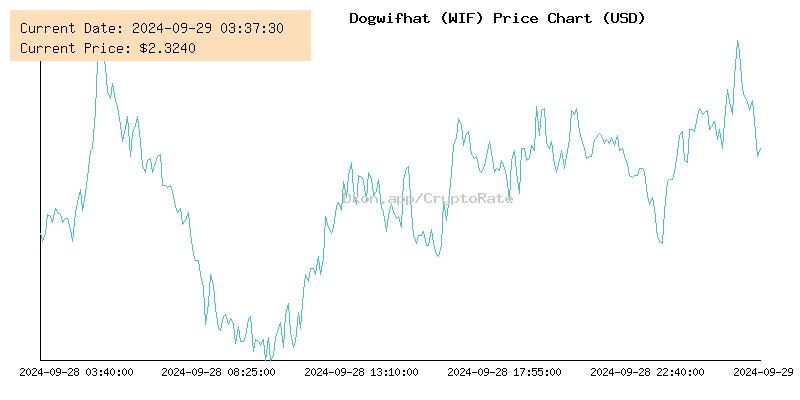 Dogwifhat (WIF) Price Chart (USD)
Current Date: 2024-09-29 03:37:30
Current Price: $2.3240
Dkon.app/CryptoRate
2024-09-28 03:40:00 2024-09-28 08:25:00 2024-09-28 13:10:00 2024-09-28 17:55:00 2024-09-28 22:40:00 2024-09-29